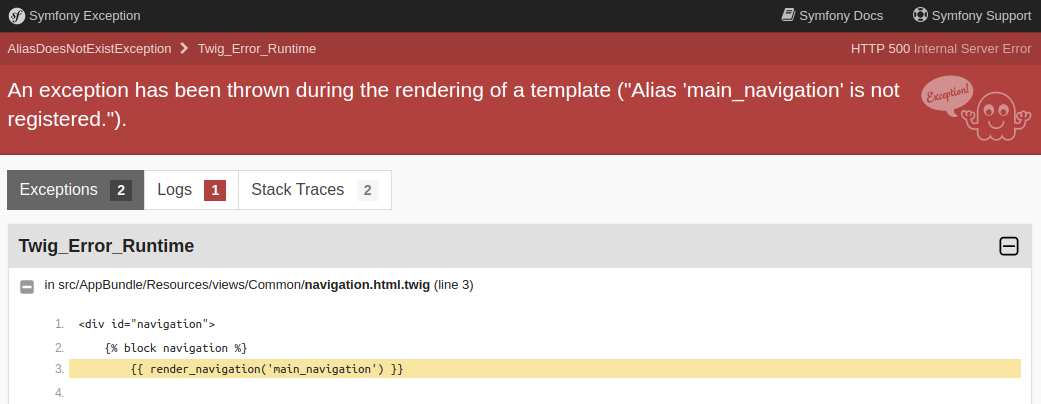 sf Symfony Exception Symfony Docs Symfony Support
AliasDoesNotExistException Twig_Error_Runtime HTTP 500 Internal Server Error
An exception has been thrown during the rendering of a template ("Alias 'main_navigation' is not
registered.").
Exception!
Exceptions 2 Logs 1 Stack Traces 2
Twig_Error_Runtime
in src/AppBundle/Resources/views/Common/navigation.html.twig (line 3)
1. <div id="navigation">
2. {% block navigation %}
3. {{ render_navigation('main_navigation') }}
4.